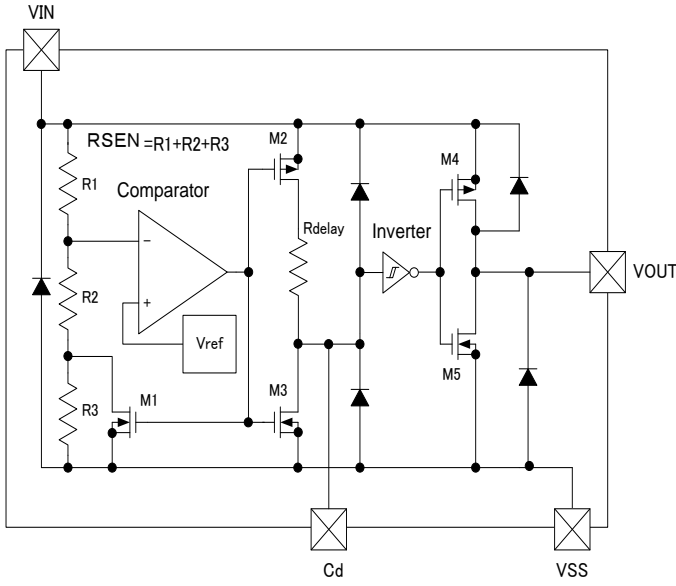 VIN
RSEN =R1+R2+R3
M2
M4
R1
Comparator
Rdelay
Inverter
−
VOUT
R2
+
Vref
M5
R3
M1
M3
Cd
VSS